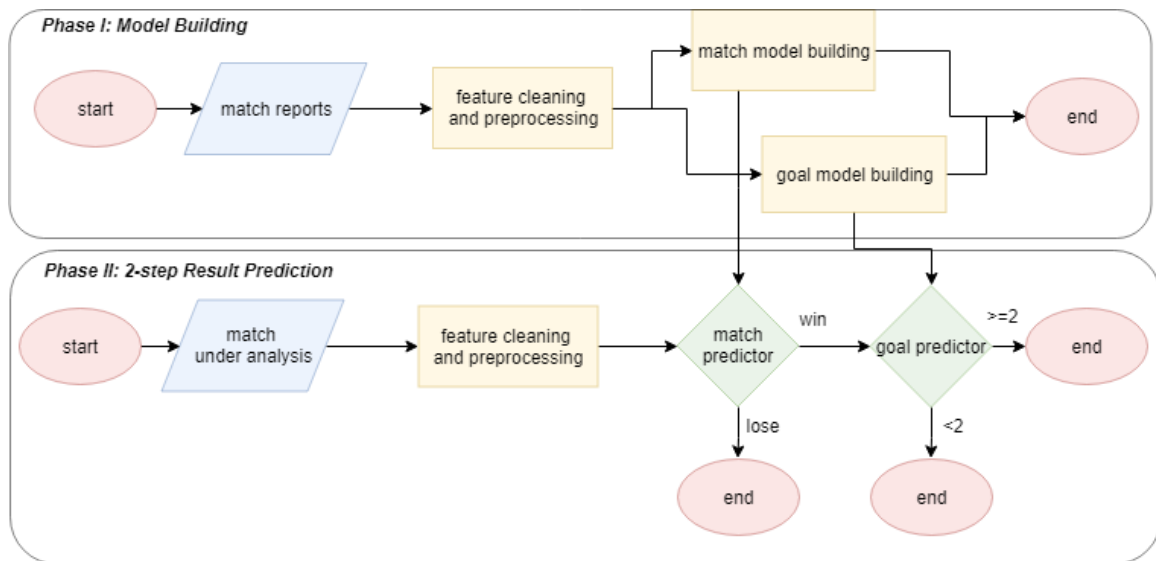 Phase I: Model Building
start
match reports
feature cleaning
and preprocessing
match model building
goal model building
end
Phase II: 2-step Result Prediction
start
match
under analysis
feature cleaning
and preprocessing
match
predictor
win
goal predictor
>=2
end
lose
<2
end
end